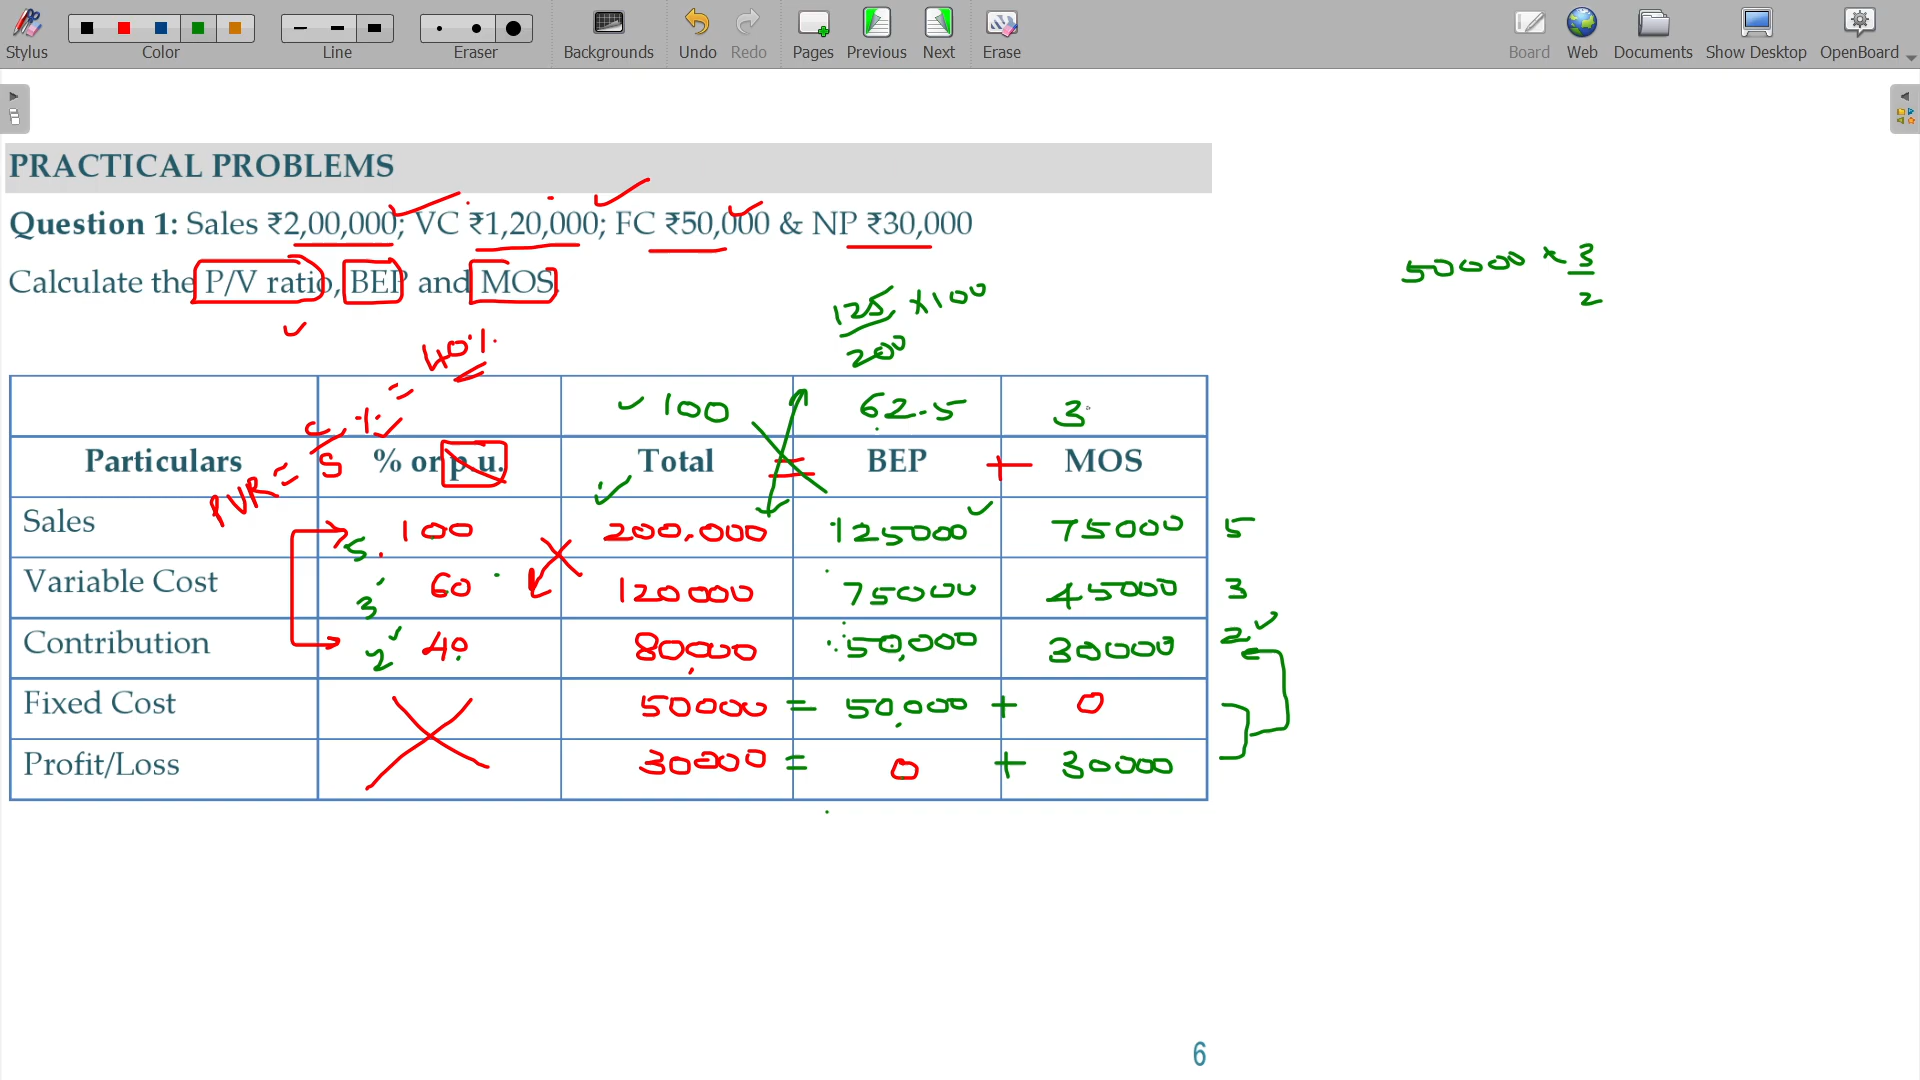 Stylus Color Line Eraser Backgrounds Undo Redo Pages Previous Next Erase Board Web Documents Show Desktop OpenBoard
PRACTICAL PROBLEMS
Question 1: Sales ₹2,00,000; VC ₹1,20,000; FC ₹50,000 & NP ₹30,000
50000 × 3/2
Calculate the P/V ratio, BEP and MOS.
125/200 ×100
PVR = C/S % = 40%
100 62.5 3
Particulars % or p.u. Total = BEP + MOS
Sales 5 100 200,000 125000 75000 5
Variable Cost 3 60 120000 75000 45000 3
Contribution 2 40 80,000 50,000 30000 2
Fixed Cost 50000 = 50,000 + 0
Profit/Loss 30000 = 0 + 30000
6